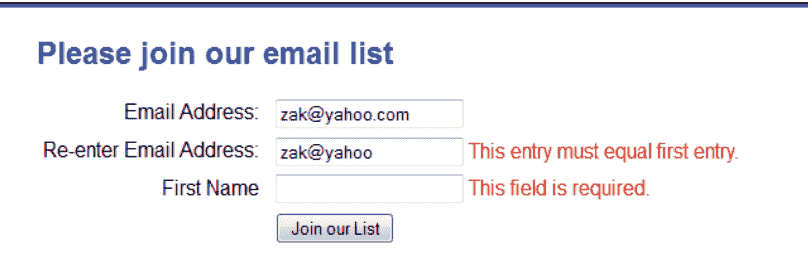 Please join our email list
Email Address: zak@yahoo.com
Re-enter Email Address: zak@yahoo This entry must equal first entry.
First Name This field is required.
Join our List